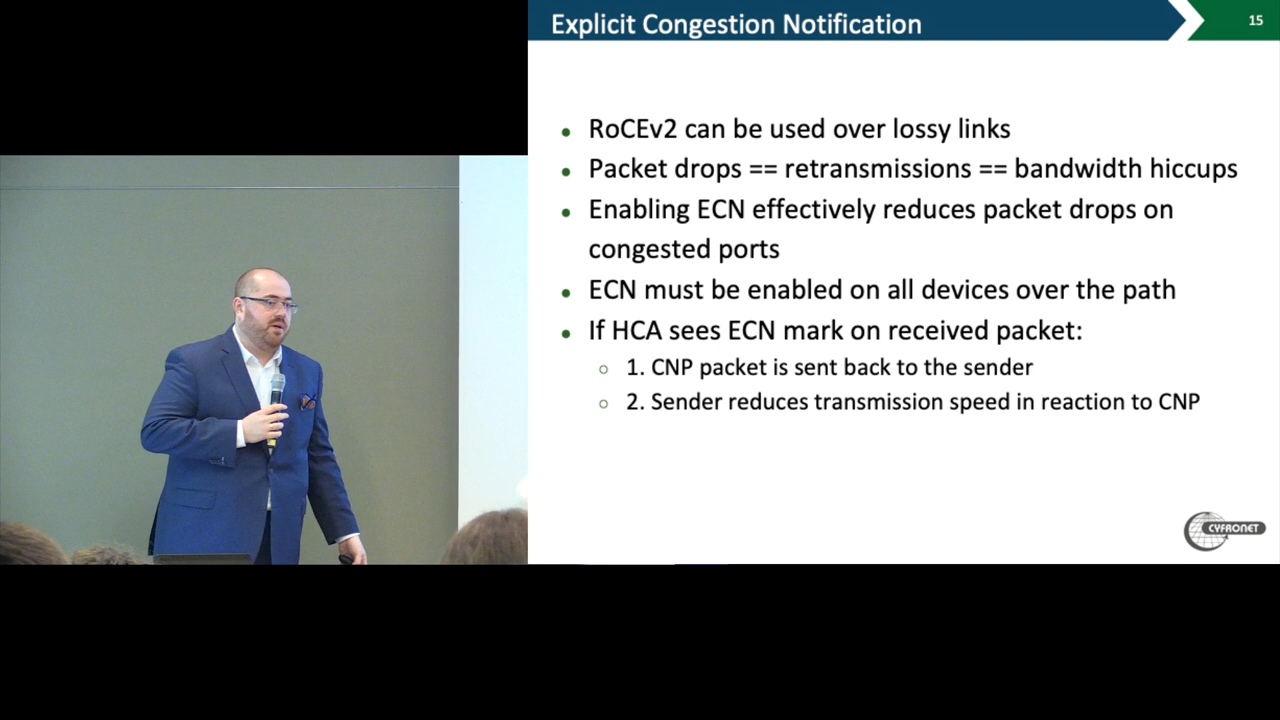 Explicit Congestion Notification
15
RoCEv2 can be used over lossy links
Packet drops == retransmissions == bandwidth hiccups
Enabling ECN effectively reduces packet drops on
congested ports
ECN must be enabled on all devices over the path
If HCA sees ECN mark on received packet:
1. CNP packet is sent back to the sender
2. Sender reduces transmission speed in reaction to CNP
CYFRONET